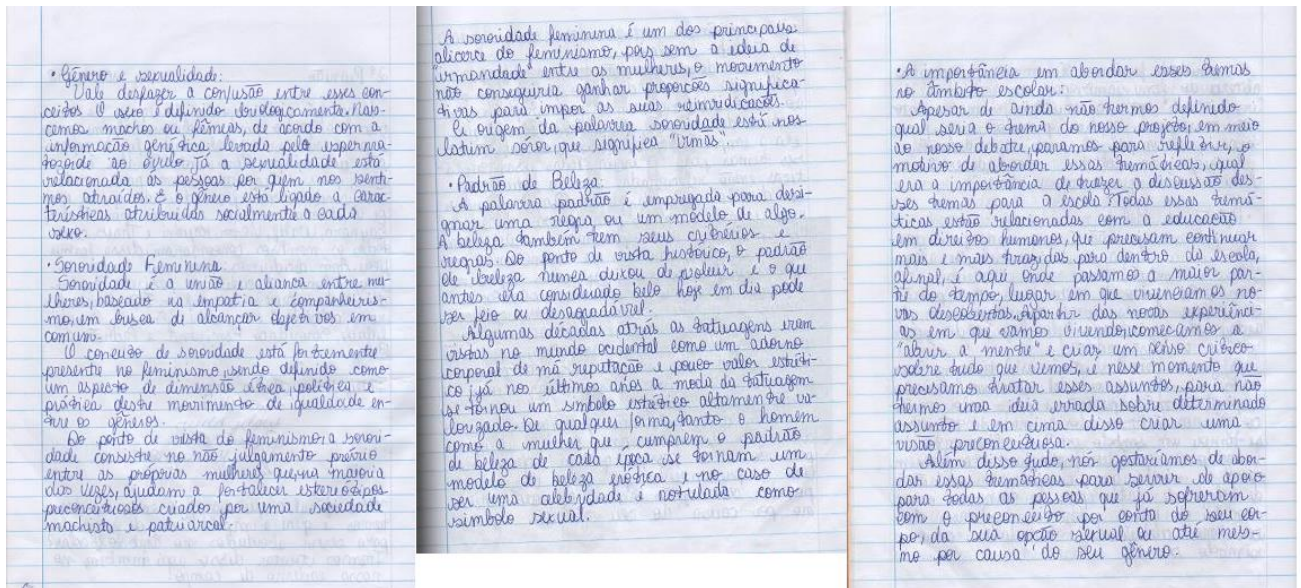 • Gênero e sexualidade:
Vale desfazer a confusão entre esses con-
ceitos O sexo é definido biologicamente. Nas-
cemos machos ou fêmeas, de acordo com a
informação genética levada pelo esperma-
tozoide ao óvulo. Já a sexualidade está
relacionada às pessoas por quem nos senti-
mos atraídos. E o gênero está ligado a carac-
terísticas atribuidas socialmente a cada
sexo.
• Sororidade Feminina
Sororidade é a união e aliança entre mu-
lheres, baseado na empatia e companheiris-
mo, em busca de alcançar objetivos em
comum.
O conceito de sororidade está fortemente
presente no feminismo, sendo definido como
um aspecto de dimensão ética, política e
prática deste movimento de igualdade en-
tre os gêneros.
Do ponto de vista do feminismo a sorori-
dade consiste no não julgamento prévio
entre as próprias mulheres que, na maioria
das vezes, ajudam a fortalecer estereótipos
preconceituosos criados por uma sociedade
machista e patriarcal.
A sororidade feminina é um dos principais
alicerce do feminismo, pois sem a ideia de
"irmandade" entre as mulheres, o movimento
não conseguiria ganhar proporções significa-
tivas para impor as suas reinvidicações.
A origem da palavra sororidade está no
latim sóror, que significa "irmãs".
• Padrão de Beleza
A palavra padrão é empregada para desi-
gnar uma regra ou um modelo de algo.
A beleza também tem seus critérios e
regras. Do ponto de vista histórico, o padrão
de beleza nunca deixou de evoluir e o que
antes era considerado belo hoje em dia pode
ser feio ou desagradával.
Algumas décadas atrás as tatuagens eram
vistas no mundo ocidental como um "adorno
corporal de má reputação e pouco valor estéti-
co, já nos últimos anos a moda da tatuagem
se tornou um símbolo estético altamente va-
lorizado. De qualquer forma, tanto o homem
como a mulher que cumprem o padrão
de beleza de cada época se tornam um
modelo de beleza erótica e no caso de
ser uma celebridade é rotulada como
símbolo sexual.
• A importância em abordar esses temas
no âmbito escolar:
Apesar de ainda não termos definido
qual seria o tema do nosso projeto, em meio
ao nosso debate, paramos para refletir, o
motivo de abordar essas temáticas, qual
era a importância de trazer a discussão des-
ses temas para a escola. Todas essas temá-
ticas estão relacionadas com a educação
em direitos humanos, que precisam continuar
mais e mais trazidas para dentro da escola,
afinal, é aqui onde passamos a maior par-
te do tempo, lugar em que vivenciamos no-
vas descobertas. Apartir das novas experiênci-
as em que vamos vivendo, começamos a
"abrir a mente" e criar um senso crítico
sobre tudo que vemos, é nesse momento que
precisamos tratar esses assuntos, para não
termos uma ideia errada sobre determinado
assunto e em cima disso criar uma
visão preconceituosa.
Além disso tudo, nós gostaríamos de abor-
dar essas temáticas para servir de apoio
para todas as pessoas que já sofreram
com o preconceito por conta do seu cor-
po, da sua opção sexual ou até mes-
mo por causa do seu gênero.